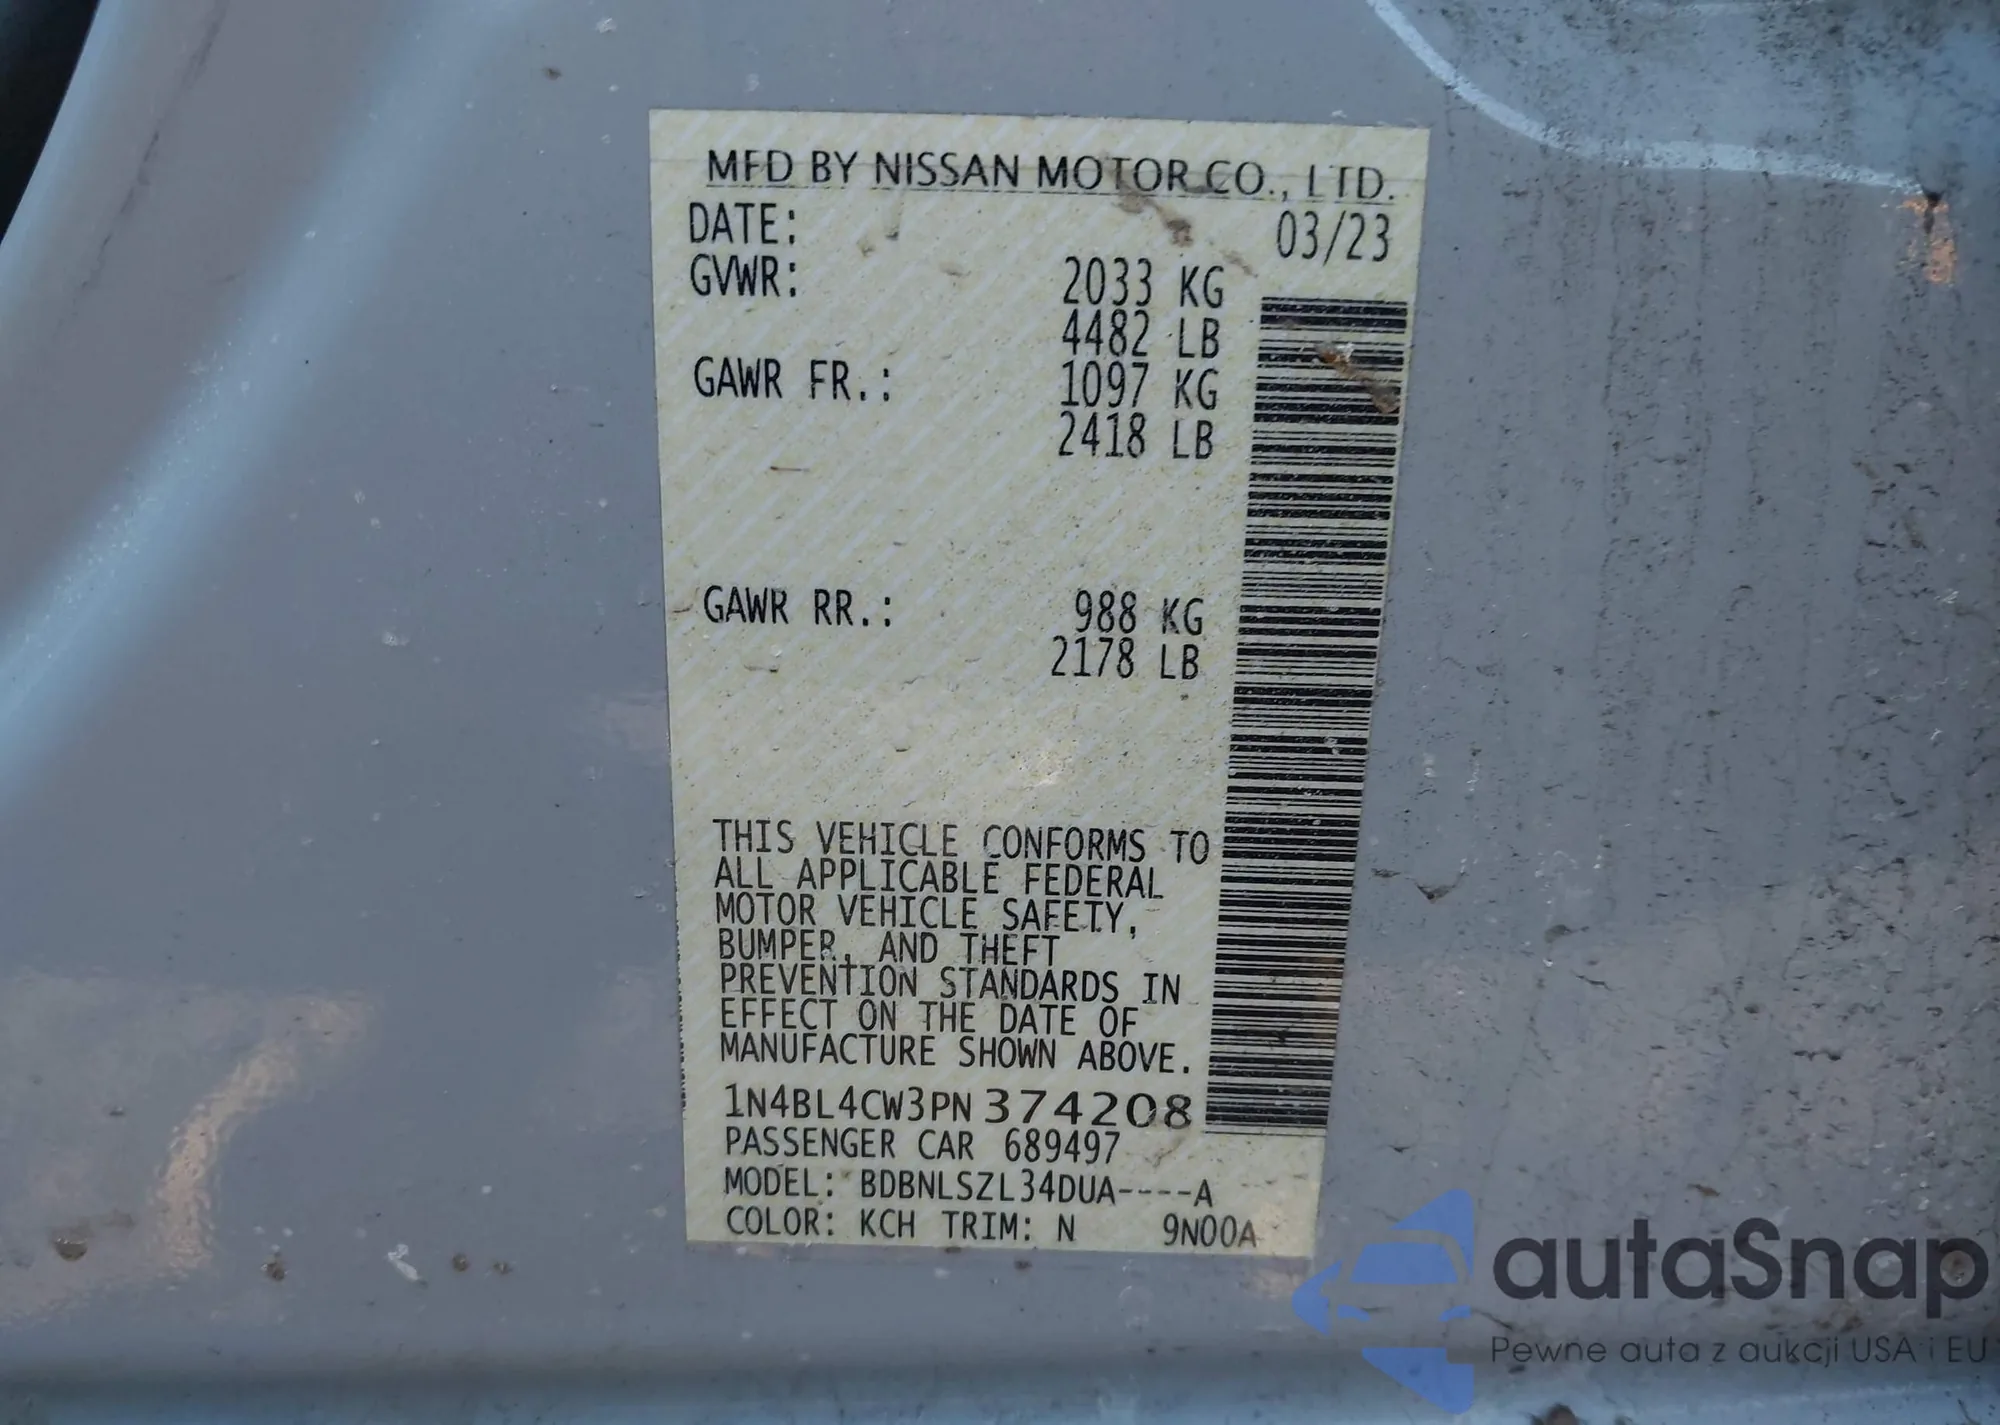 MFD BY NISSAN MOTOR CO., LTD.
DATE: 03/23
GVWR: 2033 KG
4482 LB
GAWR FR.: 1097 KG
2418 LB
GAWR RR.: 988 KG
2178 LB
THIS VEHICLE CONFORMS TO
ALL APPLICABLE FEDERAL
MOTOR VEHICLE SAFETY,
BUMPER, AND THEFT
PREVENTION STANDARDS IN
EFFECT ON THE DATE OF
MANUFACTURE SHOWN ABOVE.
1N4BL4CW3PN374208
PASSENGER CAR 689497
MODEL: BDBNLSZL34DUA----A
COLOR: KCH TRIM: N 9N00A
autaSnap
Pewne auta z aukcji USA i EU